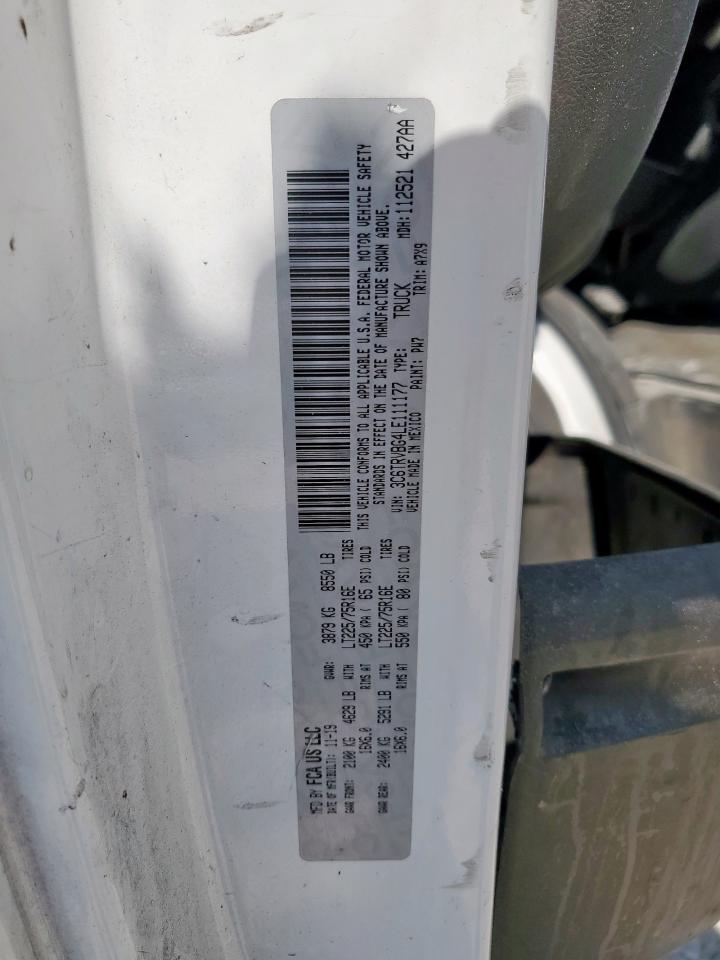 MFD BY FCA US LLC
DATE OF MFR(BUILT): 11-19 GVWR: 3879 KG 8550 LB
GAWR FRONT: 2100 KG 4629 LB WITH LT225/75R16E TIRES
16X6.0 RIMS AT 450 KPA ( 65 PSI) COLD
GAWR REAR: 2400 KG 5291 LB WITH LT225/75R16E TIRES
16X6.0 RIMS AT 550 KPA ( 80 PSI) COLD
THIS VEHICLE CONFORMS TO ALL APPLICABLE U.S.A. FEDERAL MOTOR VEHICLE SAFETY
STANDARDS IN EFFECT ON THE DATE OF MANUFACTURE SHOWN ABOVE.
VIN: 3C6TRVBG4LE111177 TYPE: TRUCK MDH:112521 427AA
VEHICLE MADE IN MEXICO PAINT: PW7 TRIM: A7X9